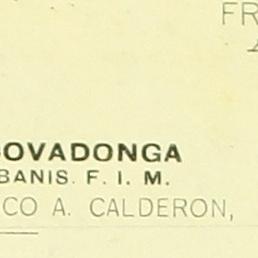 FR
OVADONGA
BANIS. F. I. M.
CO A. CALDERON,